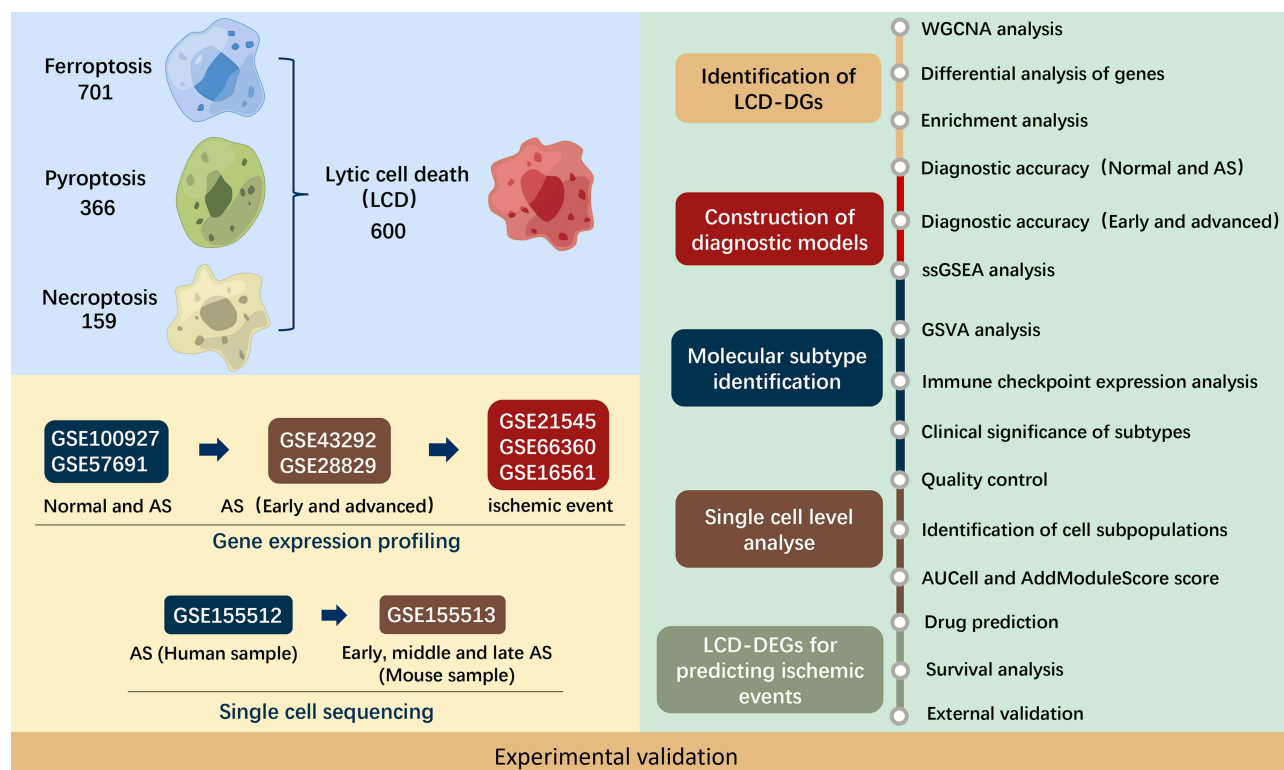 Ferroptosis
701
Pyroptosis
366
Necroptosis
159
Lytic cell death
(LCD)
600
GSE100927
GSE57691
Normal and AS
GSE43292
GSE28829
AS（Early and advanced）
GSE21545
GSE66360
GSE16561
ischemic event
Gene expression profiling
GSE155512
AS (Human sample)
GSE155513
Early, middle and late AS
(Mouse sample)
Single cell sequencing
Identification of
LCD-DGs
Construction of
diagnostic models
Molecular subtype
identification
Single cell level
analyse
LCD-DEGs for
predicting ischemic
events
WGCNA analysis
Differential analysis of genes
Enrichment analysis
Diagnostic accuracy（Normal and AS）
Diagnostic accuracy（Early and advanced）
ssGSEA analysis
GSVA analysis
Immune checkpoint expression analysis
Clinical significance of subtypes
Quality control
Identification of cell subpopulations
AUCell and AddModuleScore score
Drug prediction
Survival analysis
External validation
Experimental validation